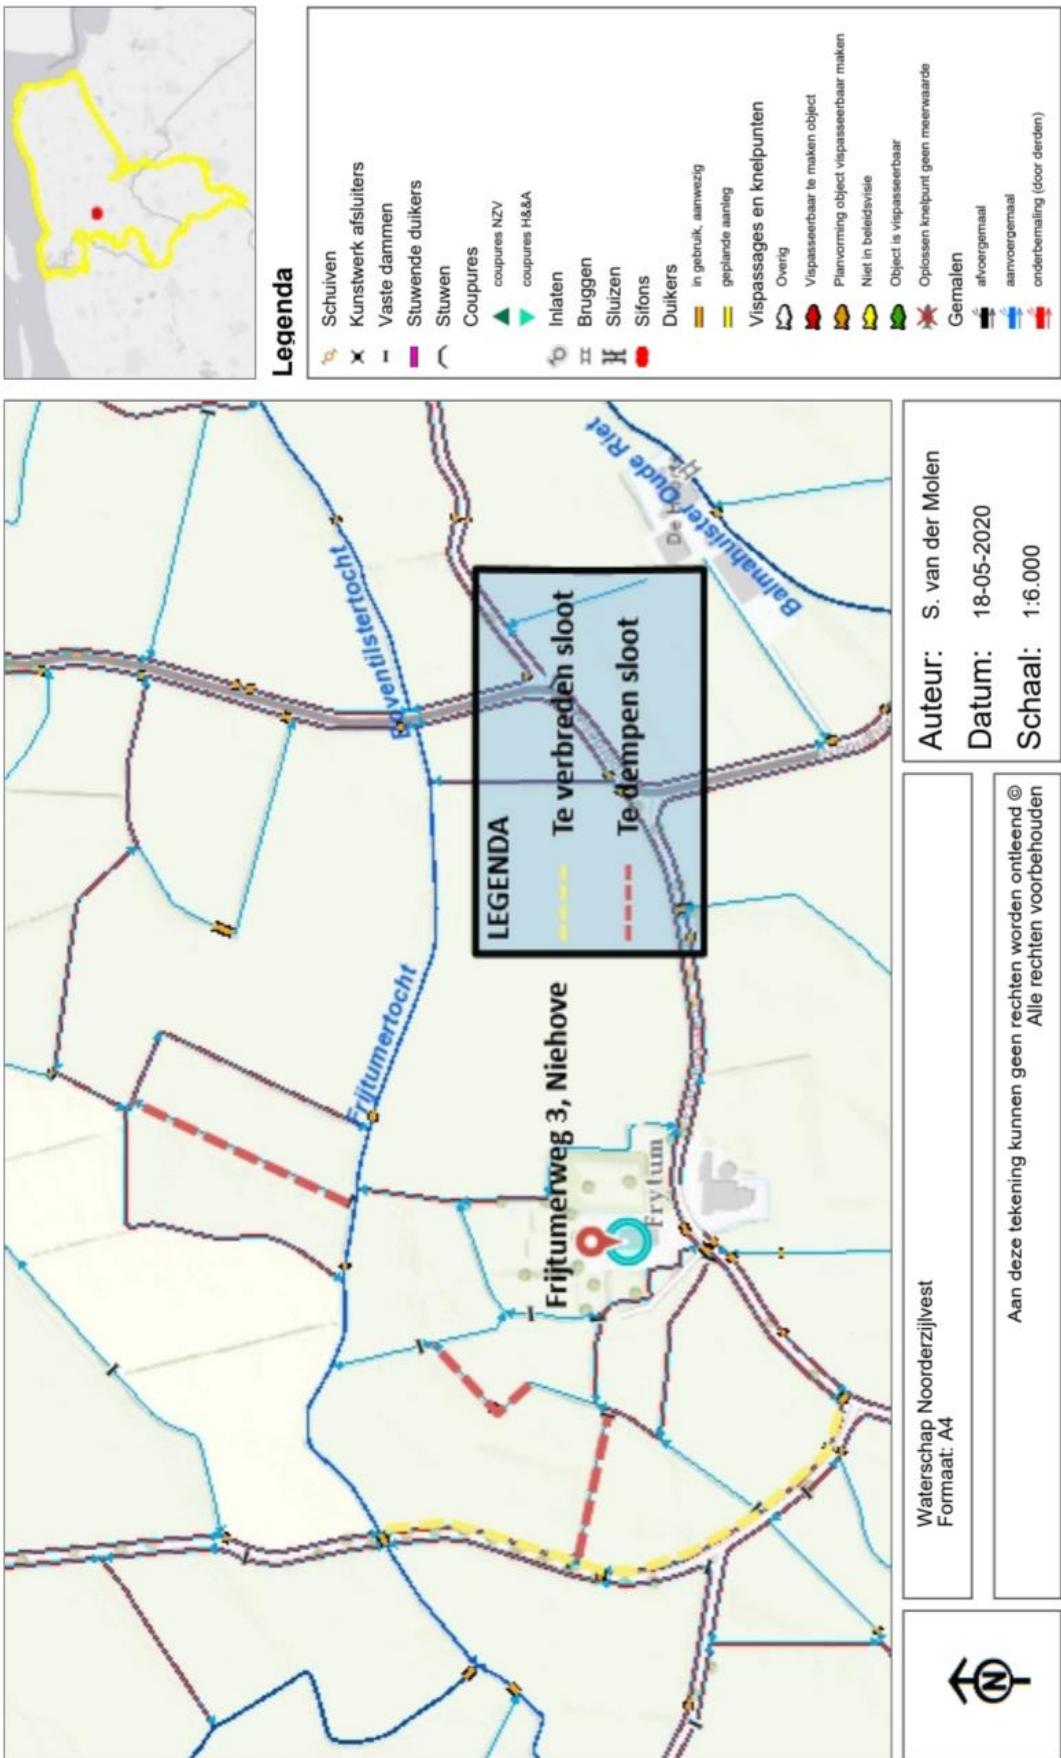 Frijtumertocht
Boventilstertocht
LEGENDA
Te verbreden sloot
Te dempen sloot
Frijtumerweg 3, Niehove
Frytum
De H
Balmahuister Oude Riet
Legenda
Schuiven
Kunstwerk afsluiters
Vaste dammen
Stuwende duikers
Stuwen
Coupures
coupures NZV
coupures H&A
Inlaten
Bruggen
Sluizen
Sifons
Duikers
in gebruik, aanwezig
geplande aanleg
Vispassages en knelpunten
Overig
Vispasseerbaar te maken object
Planvorming object vispasseerbaar maken
Niet in beleidsvisie
Object is vispasseerbaar
Oplossen knelpunt geen meerwaarde
Gemalen
afvoergemaal
aanvoergemaal
onderbemaling (door derden)
N
Waterschap Noorderzijlvest
Formaat: A4
Aan deze tekening kunnen geen rechten worden ontleend ©
Alle rechten voorbehouden
Auteur: S. van der Molen
Datum: 18-05-2020
Schaal: 1:6.000